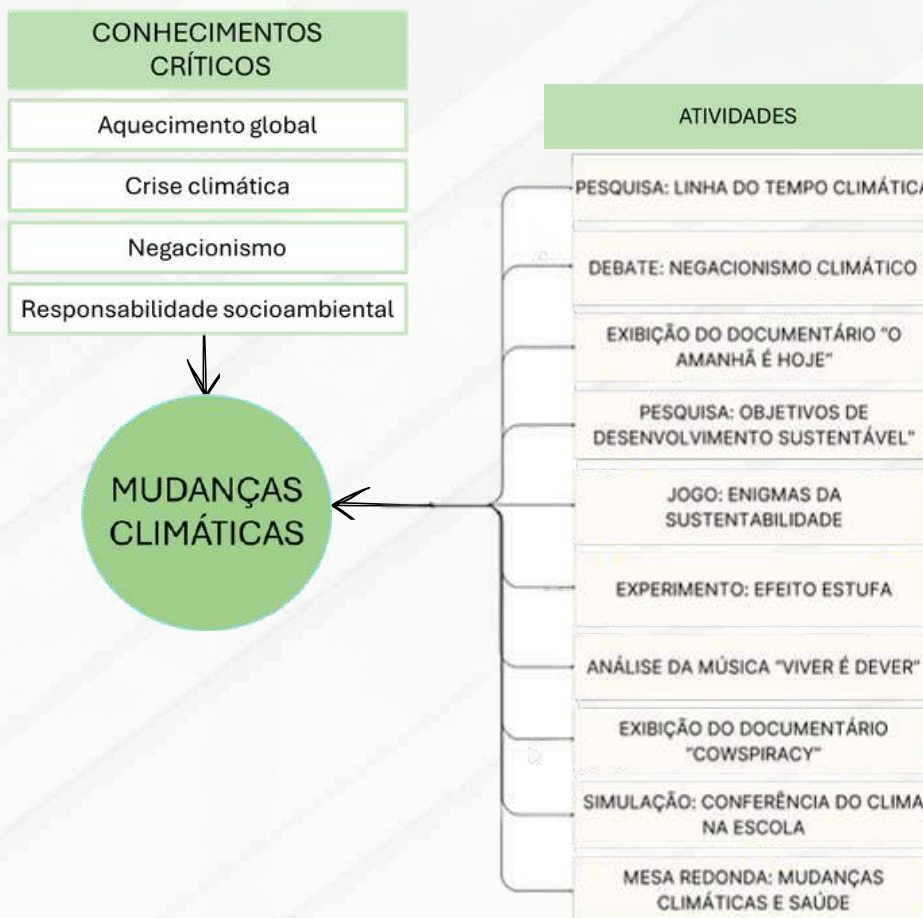 CONHECIMENTOS
CRÍTICOS
Aquecimento global
Crise climática
Negacionismo
Responsabilidade socioambiental
MUDANÇAS
CLIMÁTICAS
ATIVIDADES
PESQUISA: LINHA DO TEMPO CLIMÁTICA
DEBATE: NEGACIONISMO CLIMÁTICO
EXIBIÇÃO DO DOCUMENTÁRIO "O
AMANHÃ É HOJE"
PESQUISA: OBJETIVOS DE
DESENVOLVIMENTO SUSTENTÁVEL"
JOGO: ENIGMAS DA
SUSTENTABILIDADE
EXPERIMENTO: EFEITO ESTUFA
ANÁLISE DA MÚSICA "VIVER É DEVER"
EXIBIÇÃO DO DOCUMENTÁRIO
"COWSPIRACY"
SIMULAÇÃO: CONFERÊNCIA DO CLIMA
NA ESCOLA
MESA REDONDA: MUDANÇAS
CLIMÁTICAS E SAÚDE